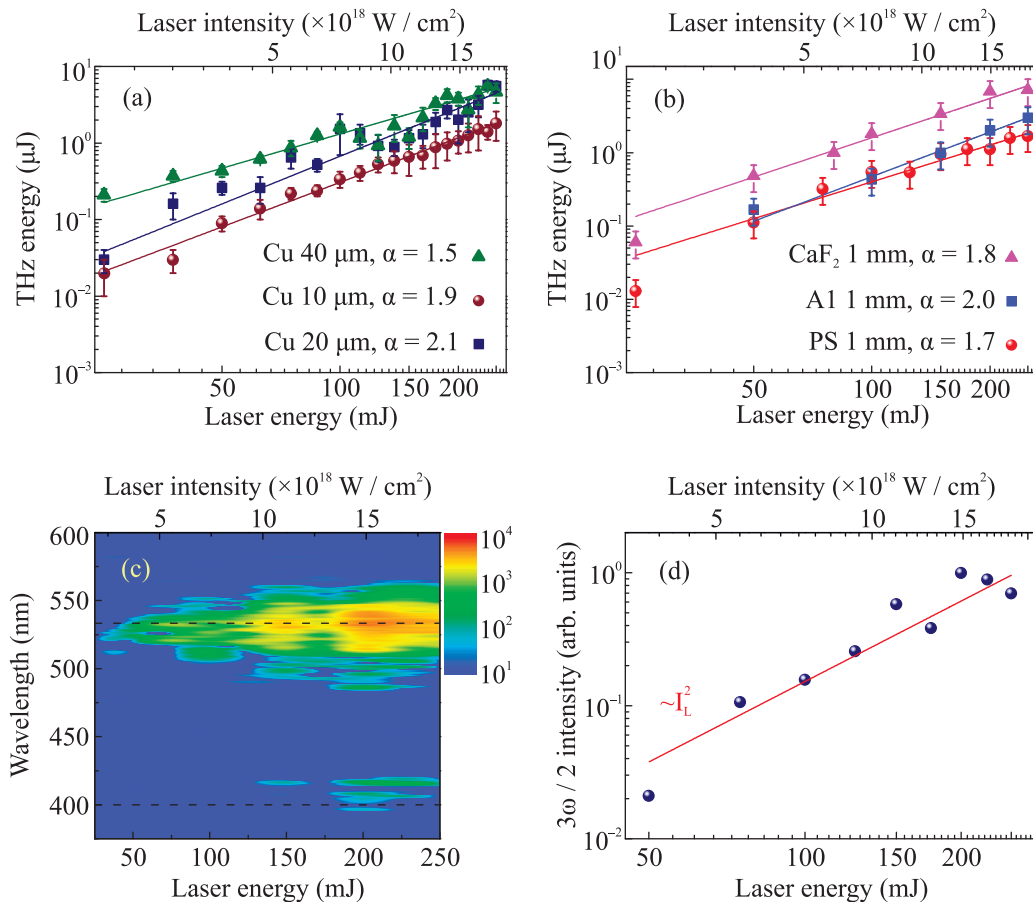 Laser intensity (×10¹⁸ W / cm²)
5 10 15
10¹
10⁰
10⁻¹
10⁻²
10⁻³
THz energy (µJ)
(a)
Cu 40 µm, α = 1.5
Cu 10 µm, α = 1.9
Cu 20 µm, α = 2.1
50 100 150 200
Laser energy (mJ)
Laser intensity (×10¹⁸ W / cm²)
5 10 15
10¹
10⁰
10⁻¹
10⁻²
10⁻³
THz energy (µJ)
(b)
CaF₂ 1 mm, α = 1.8
A1 1 mm, α = 2.0
PS 1 mm, α = 1.7
50 100 150 200
Laser energy (mJ)
Laser intensity (×10¹⁸ W / cm²)
5 10 15
600
550
500
450
400
Wavelength (nm)
(c)
10⁴
10³
10²
10¹
50 100 150 200 250
Laser energy (mJ)
Laser intensity (×10¹⁸ W / cm²)
5 10 15
10⁰
10⁻¹
10⁻²
3ω / 2 intensity (arb. units)
(d)
~I_L²
50 100 150 200
Laser energy (mJ)